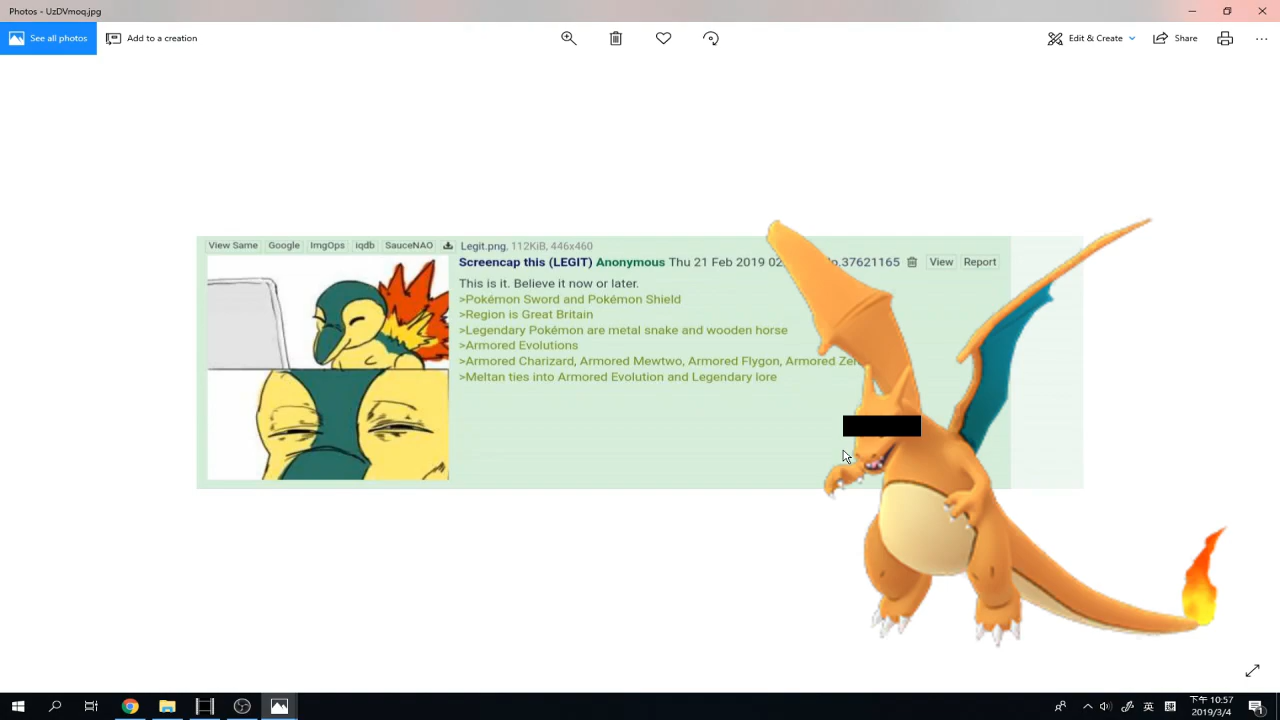 Photos - UzDVmoq.jpg
See all photos
Add to a creation
Edit & Create
Share
View Same Google ImgOps iqdb SauceNAO Legit.png, 112KiB, 446x460
Screencap this (LEGIT) Anonymous Thu 21 Feb 2019 02 37621165 View Report
This is it. Believe it now or later.
>Pokémon Sword and Pokémon Shield
>Region is Great Britain
>Legendary Pokémon are metal snake and wooden horse
>Armored Evolutions
>Armored Charizard, Armored Mewtwo, Armored Flygon, Armored
>Meltan ties into Armored Evolution and Legendary lore
英
下午 10:57
2019/3/4